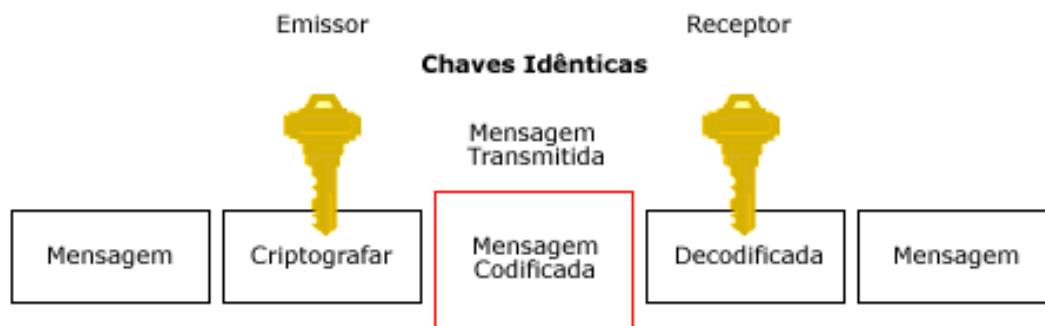 Emissor
Receptor
Chaves Idênticas
Mensagem
Transmitida
Mensagem
Criptografar
Mensagem
Codificada
Decodificada
Mensagem